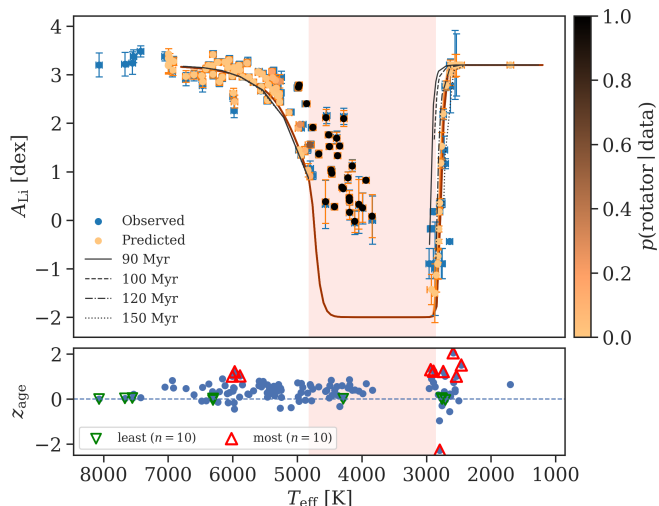 4
3
2
1
0
−1
−2
A_Li [dex]
Observed
Predicted
90 Myr
100 Myr
120 Myr
150 Myr
1.0
0.8
0.6
0.4
0.2
0.0
p(rotator | data)
2
0
−2
z_age
least (n = 10)
most (n = 10)
8000 7000 6000 5000 4000 3000 2000 1000
T_eff [K]